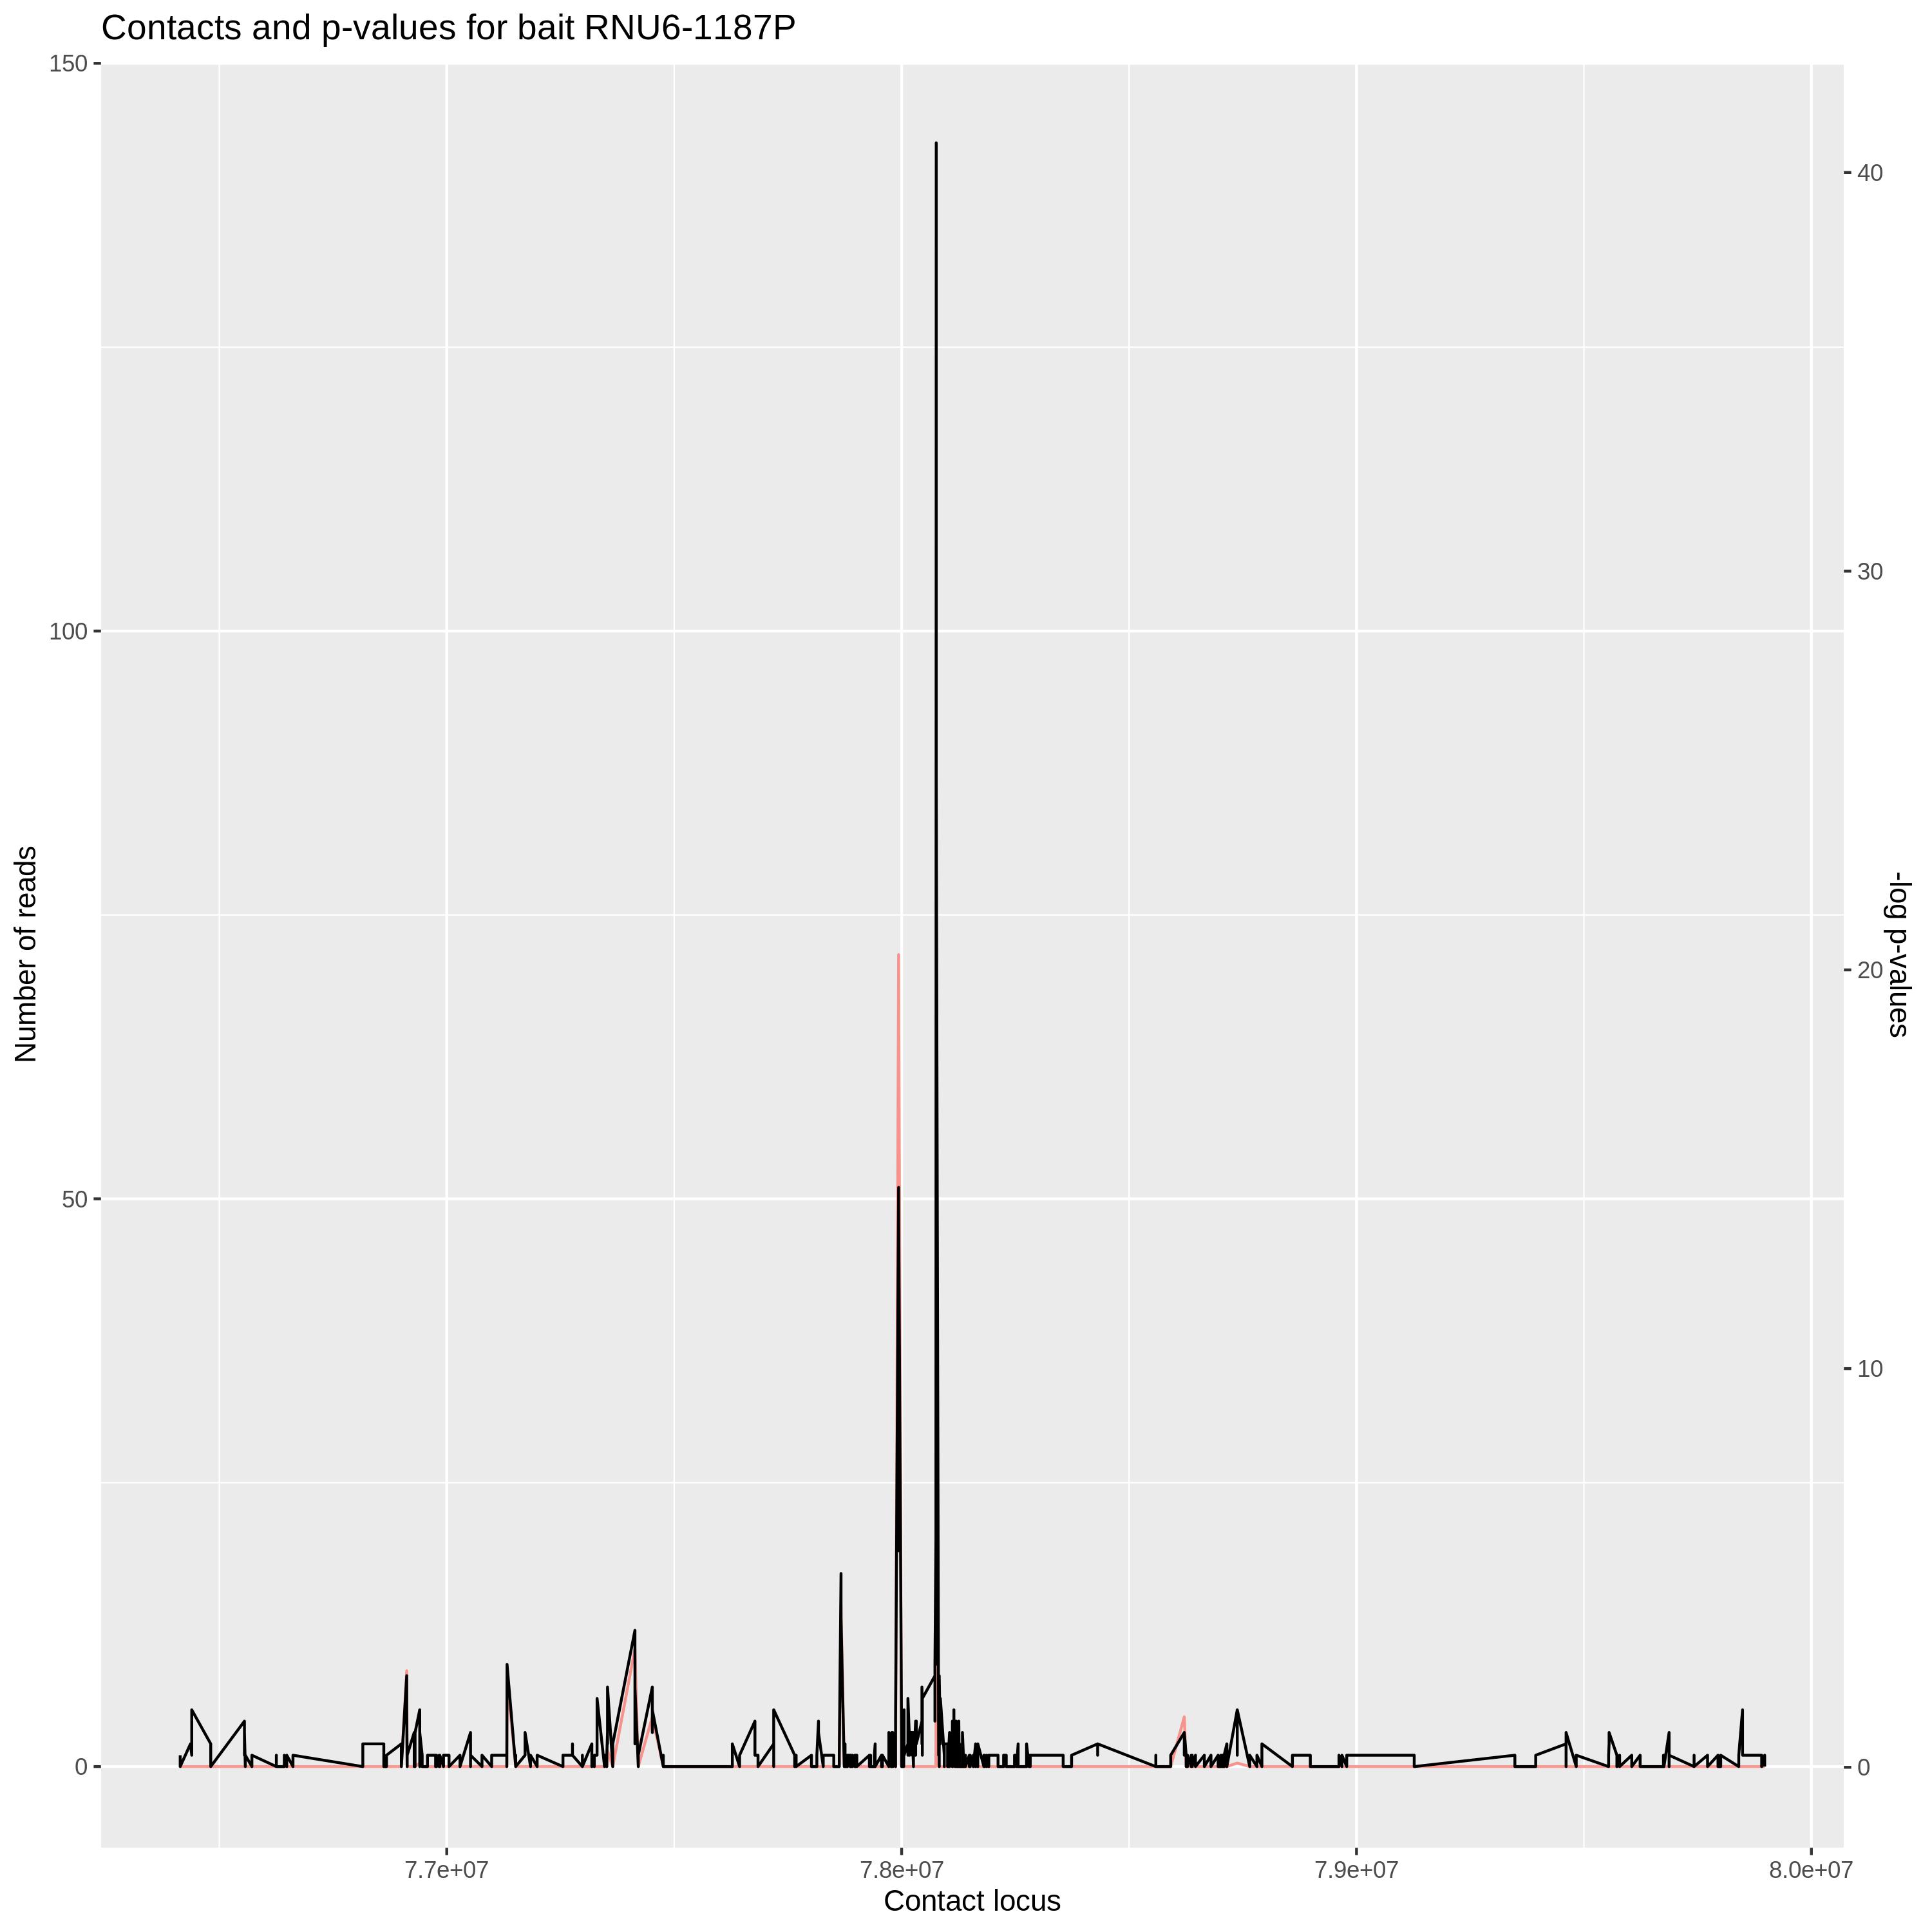 Contacts and p-values for bait RNU6-1187P
150
100
50
0
Number of reads
40
30
20
10
0
-log p-values
7.7e+07
7.8e+07
7.9e+07
8.0e+07
Contact locus